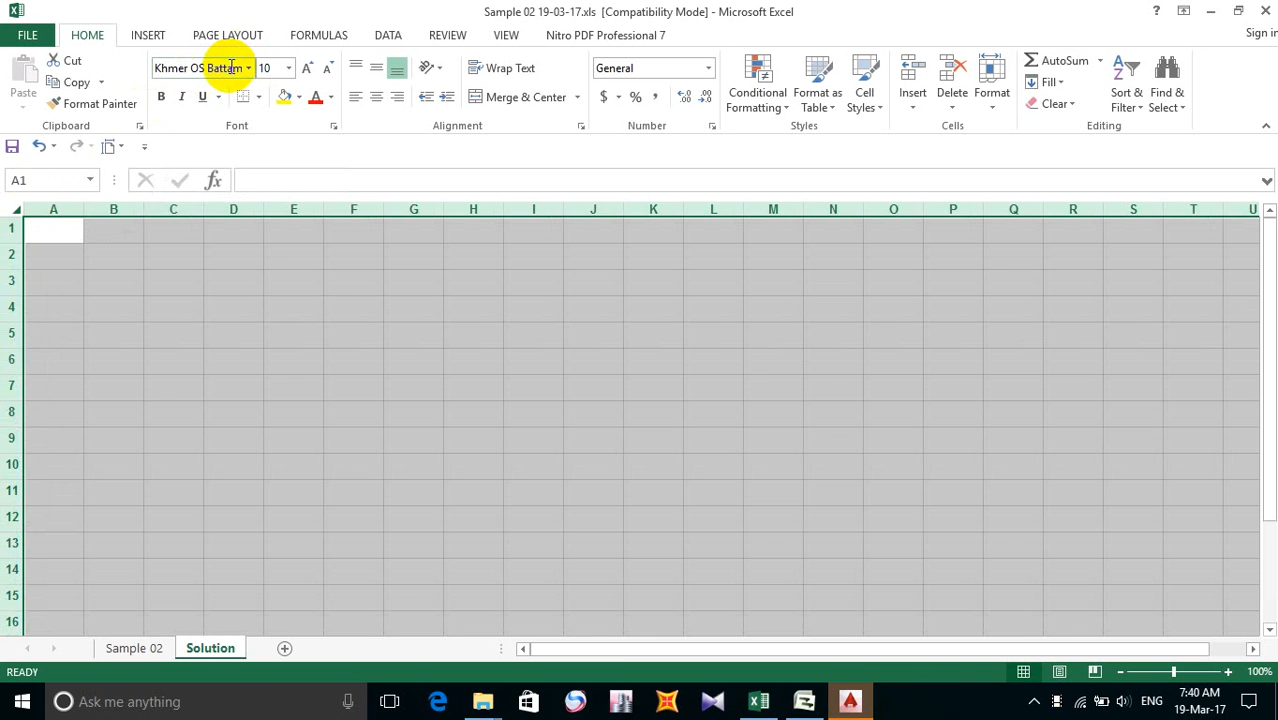 Sample 02 19-03-17.xls [Compatibility Mode] - Microsoft Excel
?
FILE HOME INSERT PAGE LAYOUT FORMULAS DATA REVIEW VIEW Nitro PDF Professional 7 Sign in
Paste
Cut
Copy
Format Painter
Clipboard
Khmer OS Battam 10
B I U
Font
Wrap Text
Merge & Center
Alignment
General
$ % ,
Number
Conditional Formatting
Format as Table
Cell Styles
Styles
Insert
Delete
Format
Cells
AutoSum
Fill
Clear
Sort & Filter
Find & Select
Editing
A1
fx
A B C D E F G H I J K L M N O P Q R S T U
1
2
3
4
5
6
7
8
9
10
11
12
13
14
15
16
Sample 02 Solution
READY
100%
Ask me anything
ENG
7:40 AM
19-Mar-17